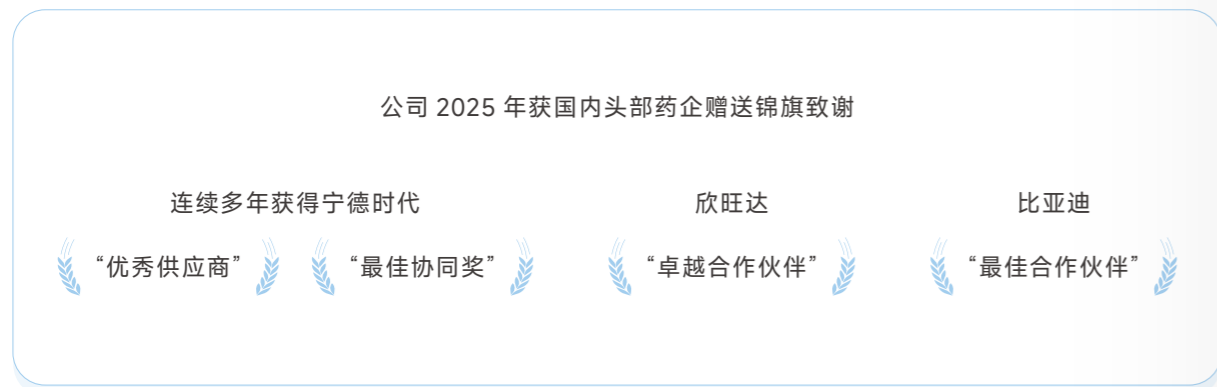 公司 2025 年获国内头部药企赠送锦旗致谢
连续多年获得宁德时代 欣旺达 比亚迪
“优秀供应商” “最佳协同奖” “卓越合作伙伴” “最佳合作伙伴”